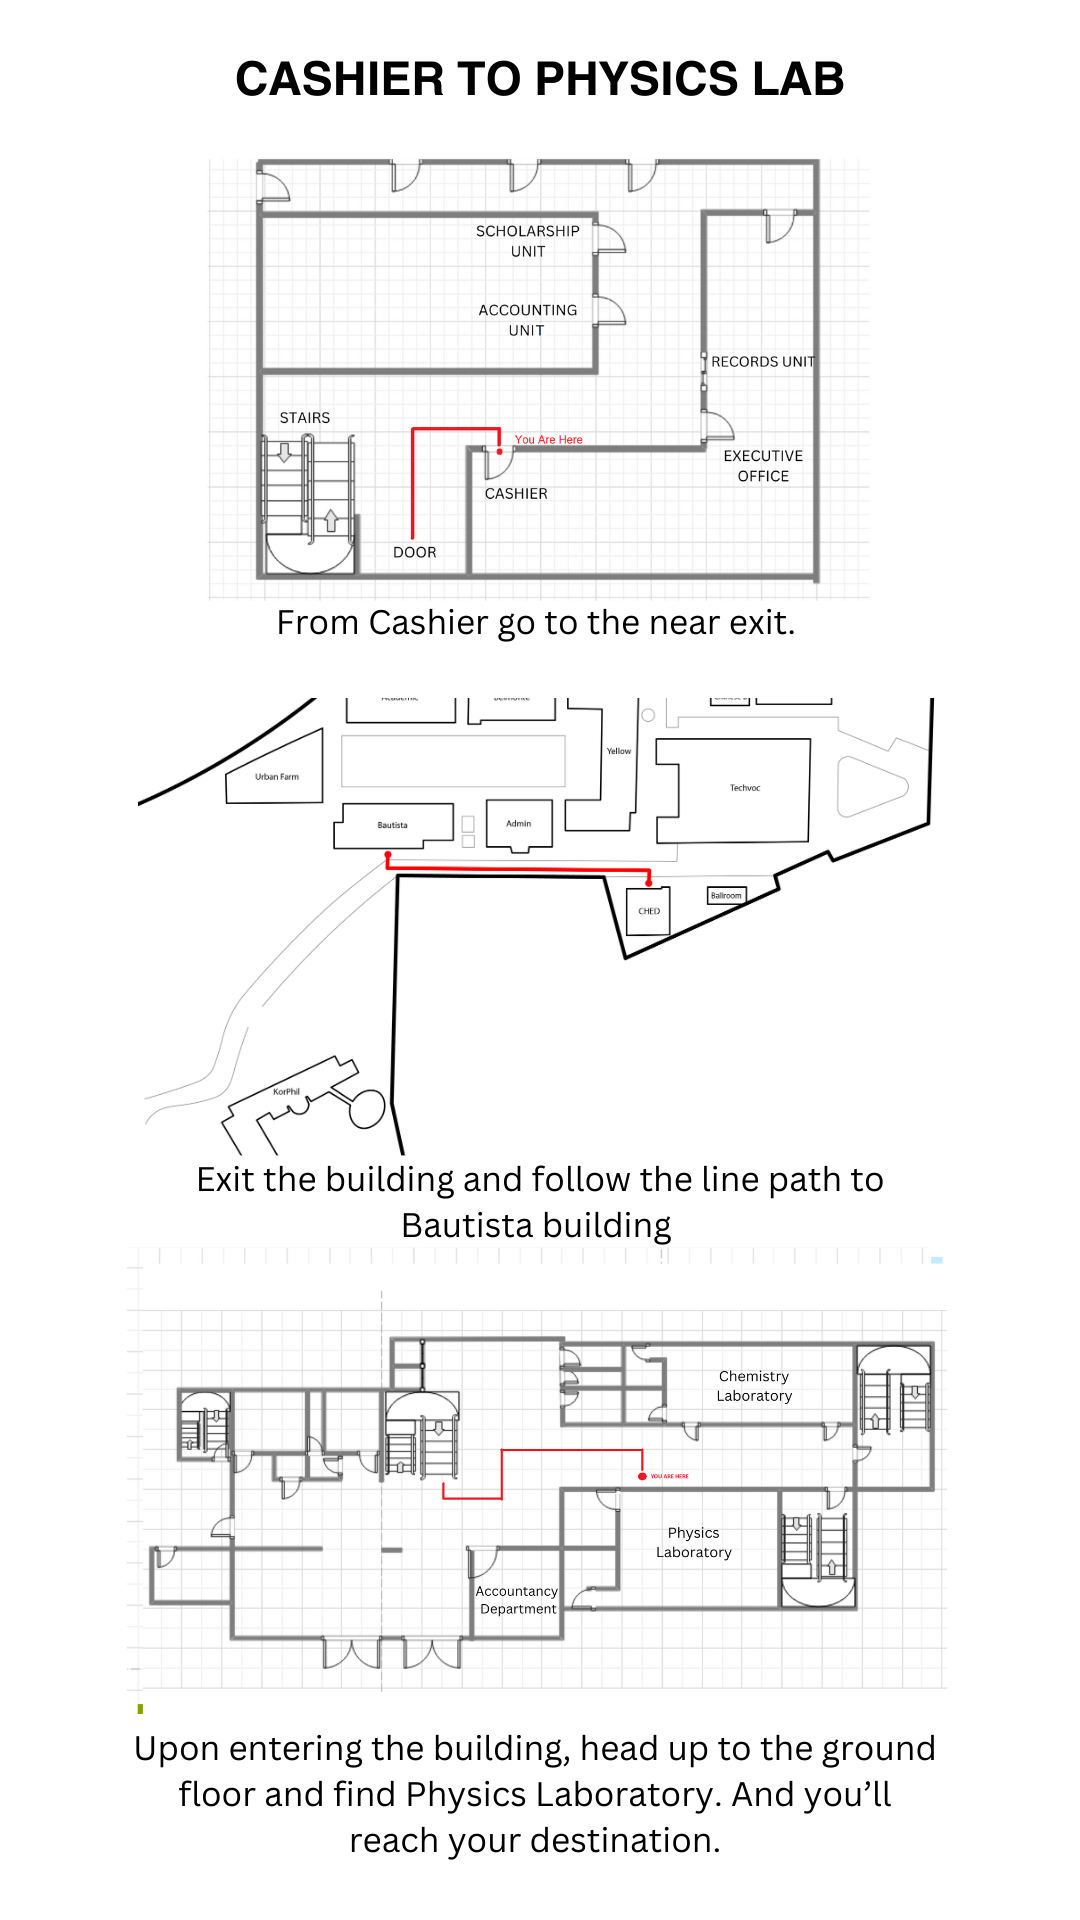 CASHIER TO PHYSICS LAB
SCHOLARSHIP
UNIT
ACCOUNTING
UNIT
RECORDS UNIT
STAIRS
You Are Here
EXECUTIVE
OFFICE
CASHIER
DOOR
From Cashier go to the near exit.
Yellow
Urban Farm
Techvoc
Bautista
Admin
Ballroom
CHED
KorPhil
Exit the building and follow the line path to
Bautista building
Chemistry
Laboratory
YOU ARE HERE
Physics
Laboratory
Accountancy
Department
Upon entering the building, head up to the ground
floor and find Physics Laboratory. And you’ll
reach your destination.